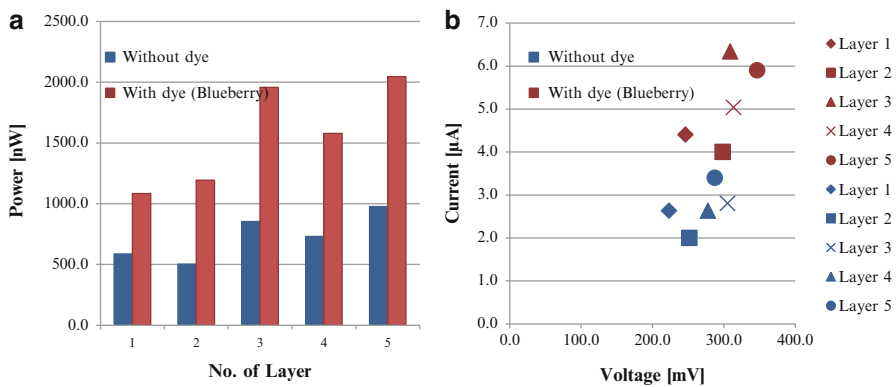 a
Power [nW]
2500.0
2000.0
1500.0
1000.0
500.0
0.0
Without dye
With dye (Blueberry)
1 2 3 4 5
No. of Layer
b
Current [µA]
7.0
6.0
5.0
4.0
3.0
2.0
1.0
0.0
Without dye
With dye (Blueberry)
0.0 100.0 200.0 300.0 400.0
Voltage [mV]
Layer 1
Layer 2
Layer 3
Layer 4
Layer 5
Layer 1
Layer 2
Layer 3
Layer 4
Layer 5